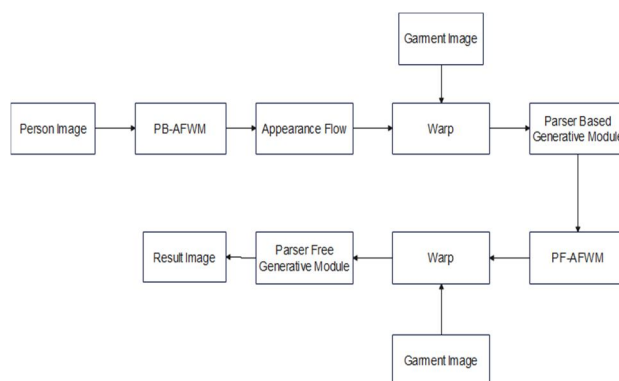 Garment Image
Person Image
PB-AFWM
Appearance Flow
Warp
Parser Based
Generative Module
Result Image
Parser Free
Generative Module
Warp
PF-AFWM
Garment Image